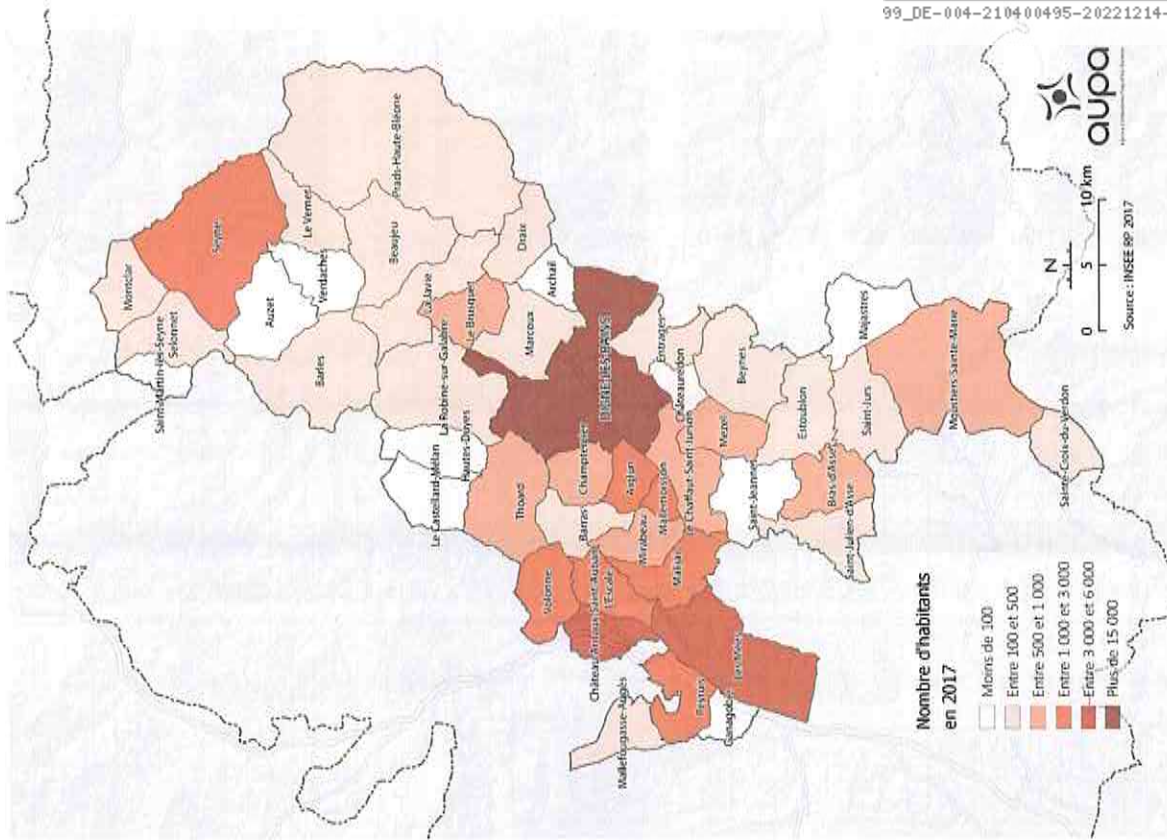 99_DE-004-210400495-20221214-
Montclar
Seyne
Saint-Martin-lès-Seyne
Selonnet
Auzet
Le Vernet
Verdaches
Barles
Prads-Haute-Bléone
Beaujeu
La Javie
Le Brusquet
Draix
Archail
Marcoux
La Robine-sur-Galabre
Hautes-Duyes
Le Castellard-Mélan
Thoard
DIGNE-LES-BAINS
Champtercier
Barras
Aiglun
Mallemoisson
Mirabeau
Le Chaffaut-Saint-Jurson
Malijai
Volonne
Château-Arnoux-Saint-Auban
L'Escale
Les Mées
Peyruis
Ganagobie
Mallefougasse-Augès
Entrages
Châteauredon
Mézel
Beynes
Estoublon
Saint-Jeannet
Bras-d'Asse
Saint-Julien-d'Asse
Saint-Jurs
Majastres
Moustiers-Sainte-Marie
Sainte-Croix-du-Verdon
Nombre d'habitants
en 2017
Moins de 100
Entre 100 et 500
Entre 500 et 1 000
Entre 1 000 et 3 000
Entre 3 000 et 6 000
Plus de 15 000
N
0 5 10 km
Source : INSEE RP 2017
aupa